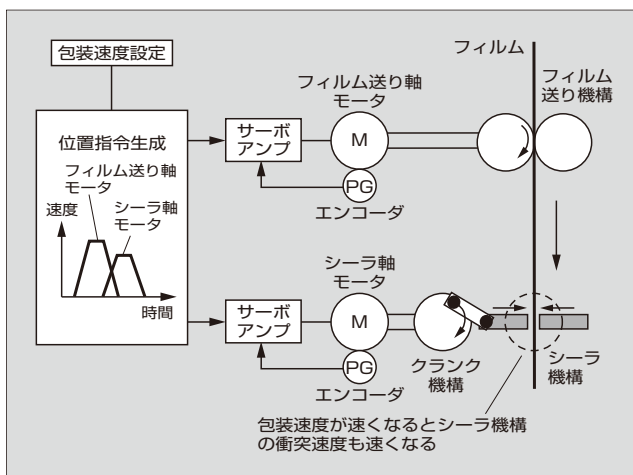 包装速度設定
位置指令生成
フィルム送り軸
モータ
シーラ軸
モータ
速度
時間
サーボ
アンプ
フィルム送り軸
モータ
M
PG
エンコーダ
フィルム
フィルム
送り機構
サーボ
アンプ
シーラ軸
モータ
M
PG
エンコーダ
クランク
機構
シーラ
機構
包装速度が速くなるとシーラ機構
の衝突速度も速くなる